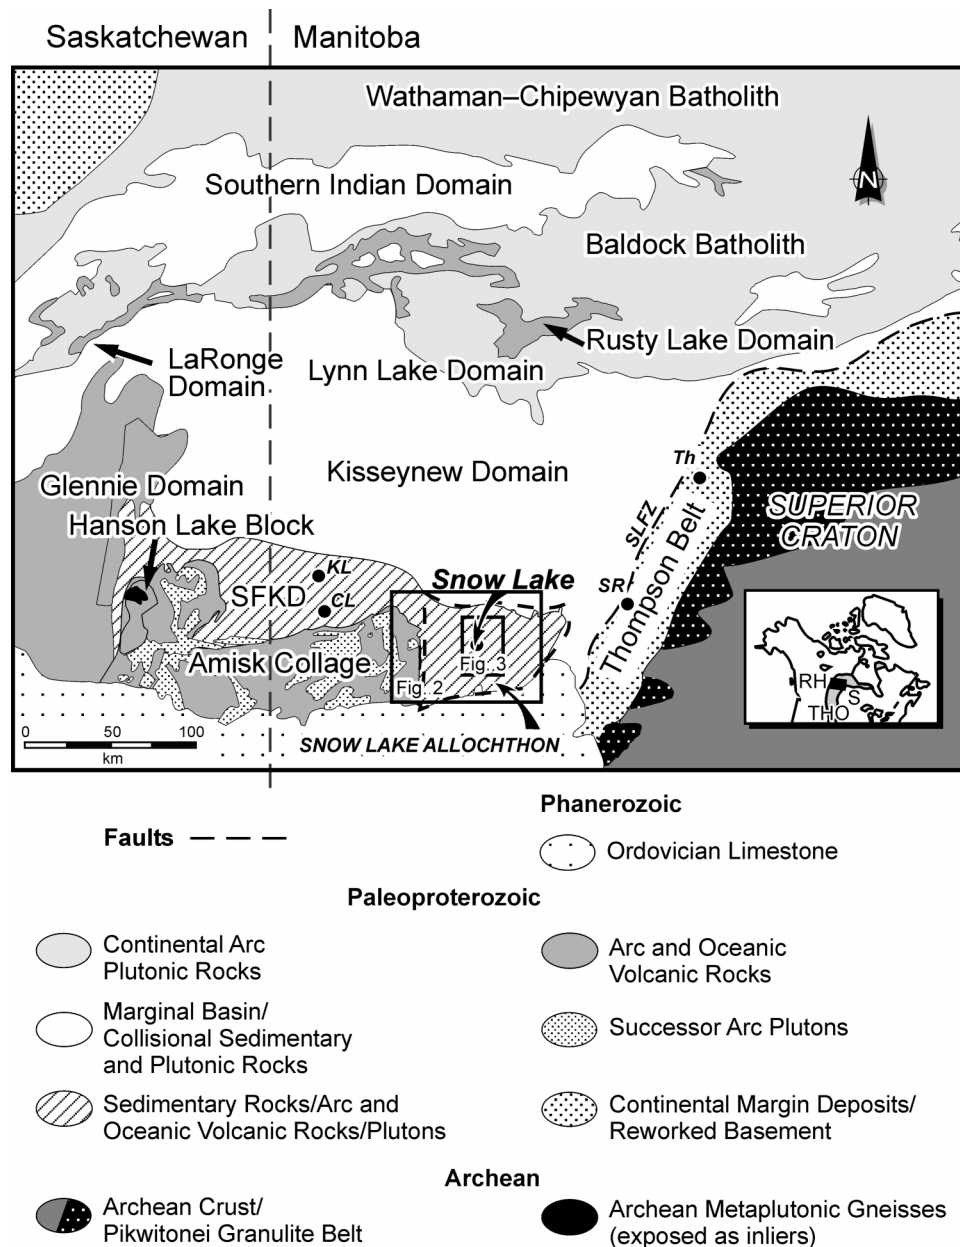 Saskatchewan
Manitoba
Wathaman–Chipewyan Batholith
Southern Indian Domain
N
Baldock Batholith
Rusty Lake Domain
LaRonge
Domain
Lynn Lake Domain
Kisseynew Domain
Th
Glennie Domain
SUPERIOR
CRATON
Hanson Lake Block
SLFZ
Thompson Belt
KL
Snow Lake
SR
SFKD
CL
Amisk Collage
Fig. 3
Fig. 2
RH
S
THO
0 50 100
km
SNOW LAKE ALLOCHTHON
Phanerozoic
Faults
Ordovician Limestone
Paleoproterozoic
Continental Arc
Plutonic Rocks
Arc and Oceanic
Volcanic Rocks
Marginal Basin/
Collisional Sedimentary
and Plutonic Rocks
Successor Arc Plutons
Sedimentary Rocks/Arc and
Oceanic Volcanic Rocks/Plutons
Continental Margin Deposits/
Reworked Basement
Archean
Archean Crust/
Pikwitonei Granulite Belt
Archean Metaplutonic Gneisses
(exposed as inliers)